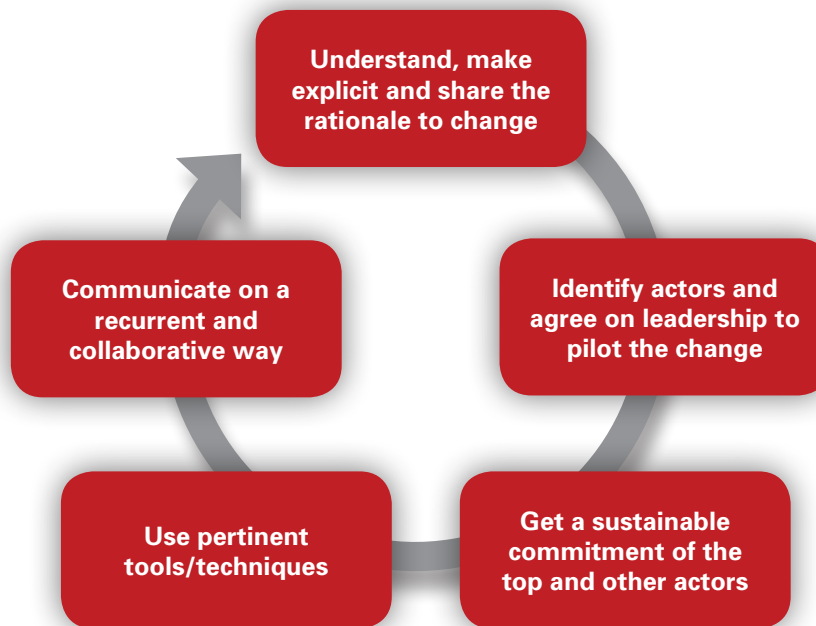 Understand, make
explicit and share the
rationale to change
Identify actors and
agree on leadership to
pilot the change
Get a sustainable
commitment of the
top and other actors
Use pertinent
tools/techniques
Communicate on a
recurrent and
collaborative way